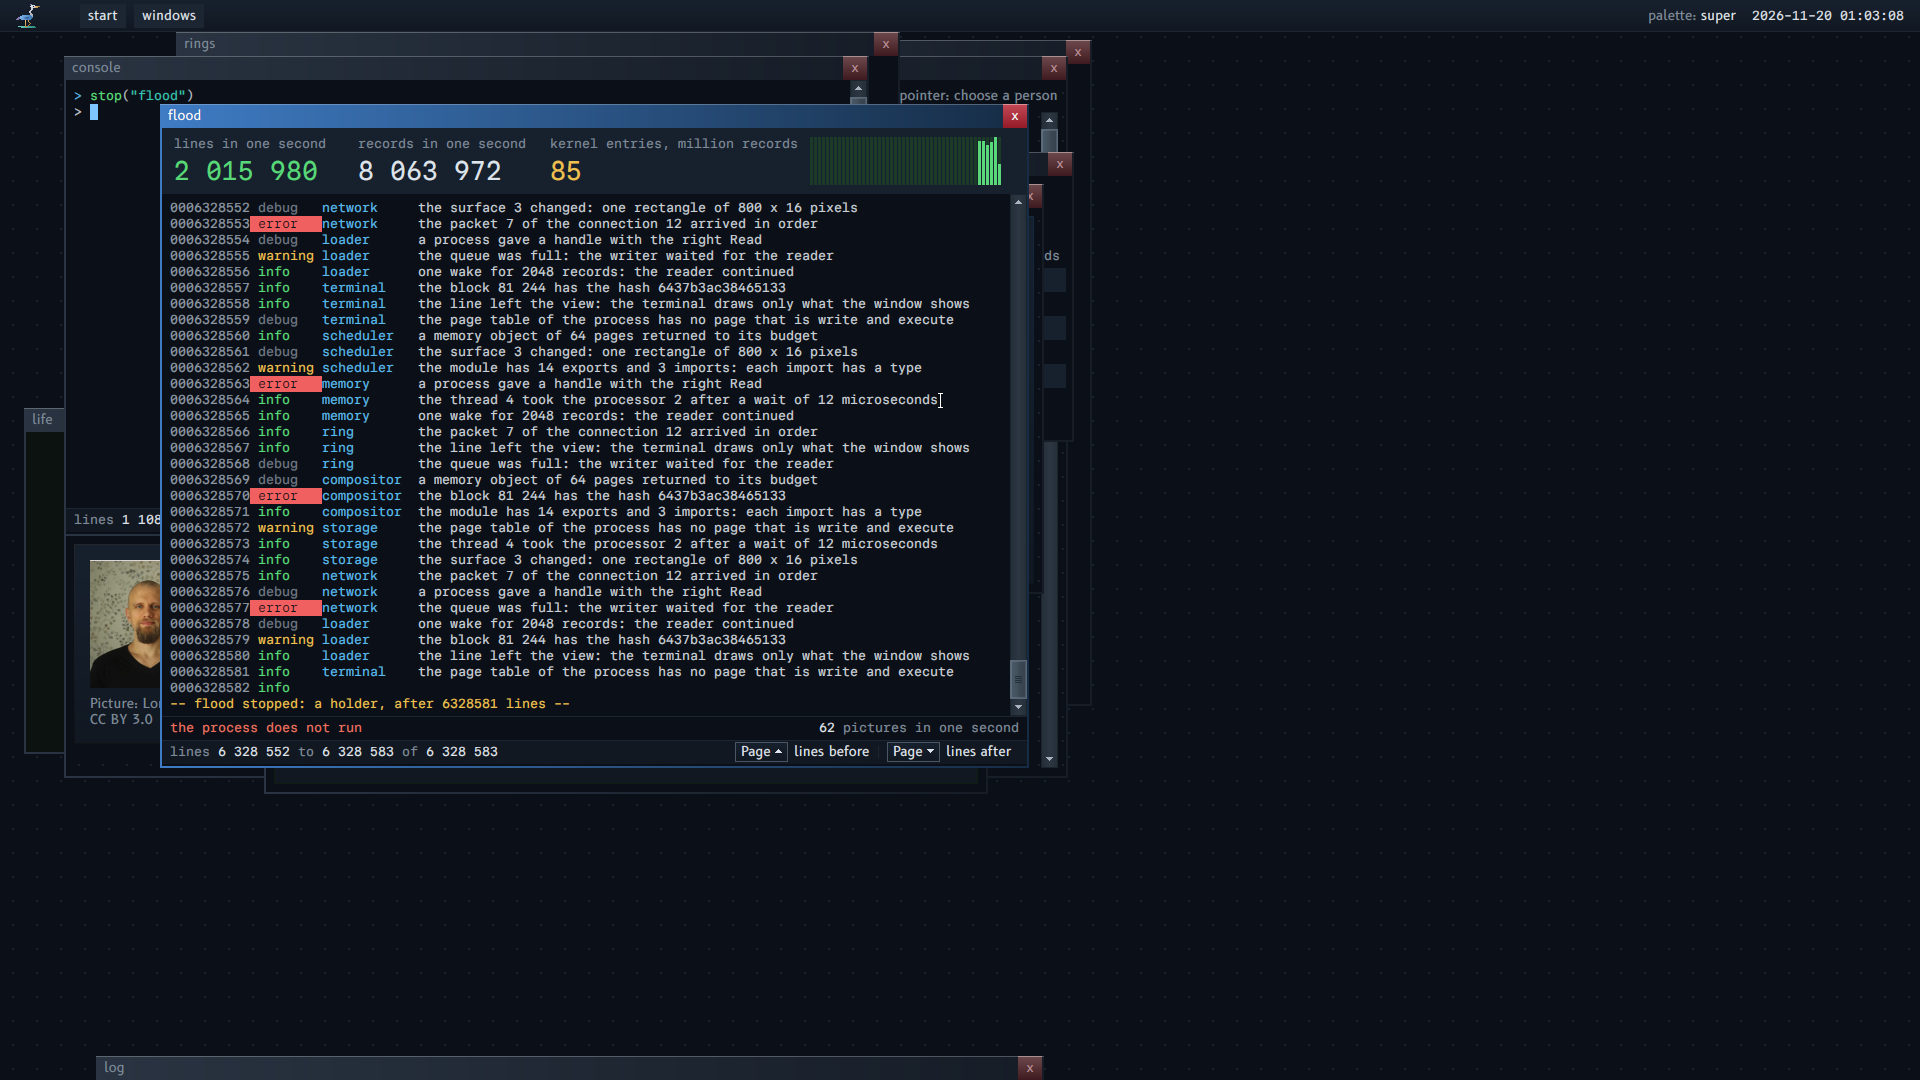 start windows palette: super 2026-11-20 01:03:08
rings x
x
console x
x
> stop("flood")
pointer: choose a person
>
flood x
lines in one second records in one second kernel entries, million records
2 015 980 8 063 972 85
x
x
ds
0006328552 debug network the surface 3 changed: one rectangle of 800 x 16 pixels
0006328553 error network the packet 7 of the connection 12 arrived in order
0006328554 debug loader a process gave a handle with the right Read
0006328555 warning loader the queue was full: the writer waited for the reader
0006328556 info loader one wake for 2048 records: the reader continued
0006328557 info terminal the block 81 244 has the hash 6437b3ac38465133
0006328558 info terminal the line left the view: the terminal draws only what the window shows
0006328559 debug terminal the page table of the process has no page that is write and execute
0006328560 info scheduler a memory object of 64 pages returned to its budget
0006328561 debug scheduler the surface 3 changed: one rectangle of 800 x 16 pixels
0006328562 warning scheduler the module has 14 exports and 3 imports: each import has a type
0006328563 error memory a process gave a handle with the right Read
0006328564 info memory the thread 4 took the processor 2 after a wait of 12 microseconds
0006328565 info memory one wake for 2048 records: the reader continued
0006328566 info ring the packet 7 of the connection 12 arrived in order
0006328567 info ring the line left the view: the terminal draws only what the window shows
0006328568 debug ring the queue was full: the writer waited for the reader
0006328569 debug compositor a memory object of 64 pages returned to its budget
0006328570 error compositor the block 81 244 has the hash 6437b3ac38465133
0006328571 info compositor the module has 14 exports and 3 imports: each import has a type
0006328572 warning storage the page table of the process has no page that is write and execute
0006328573 info storage the thread 4 took the processor 2 after a wait of 12 microseconds
0006328574 info storage the surface 3 changed: one rectangle of 800 x 16 pixels
0006328575 info network the packet 7 of the connection 12 arrived in order
0006328576 debug network a process gave a handle with the right Read
0006328577 error network the queue was full: the writer waited for the reader
0006328578 debug loader one wake for 2048 records: the reader continued
0006328579 warning loader the block 81 244 has the hash 6437b3ac38465133
0006328580 info loader the line left the view: the terminal draws only what the window shows
0006328581 info terminal the page table of the process has no page that is write and execute
0006328582 info
-- flood stopped: a holder, after 6328581 lines --
the process does not run 62 pictures in one second
lines 6 328 552 to 6 328 583 of 6 328 583 Page lines before Page lines after
life
lines 1 108
Picture: Lo
CC BY 3.0
log x